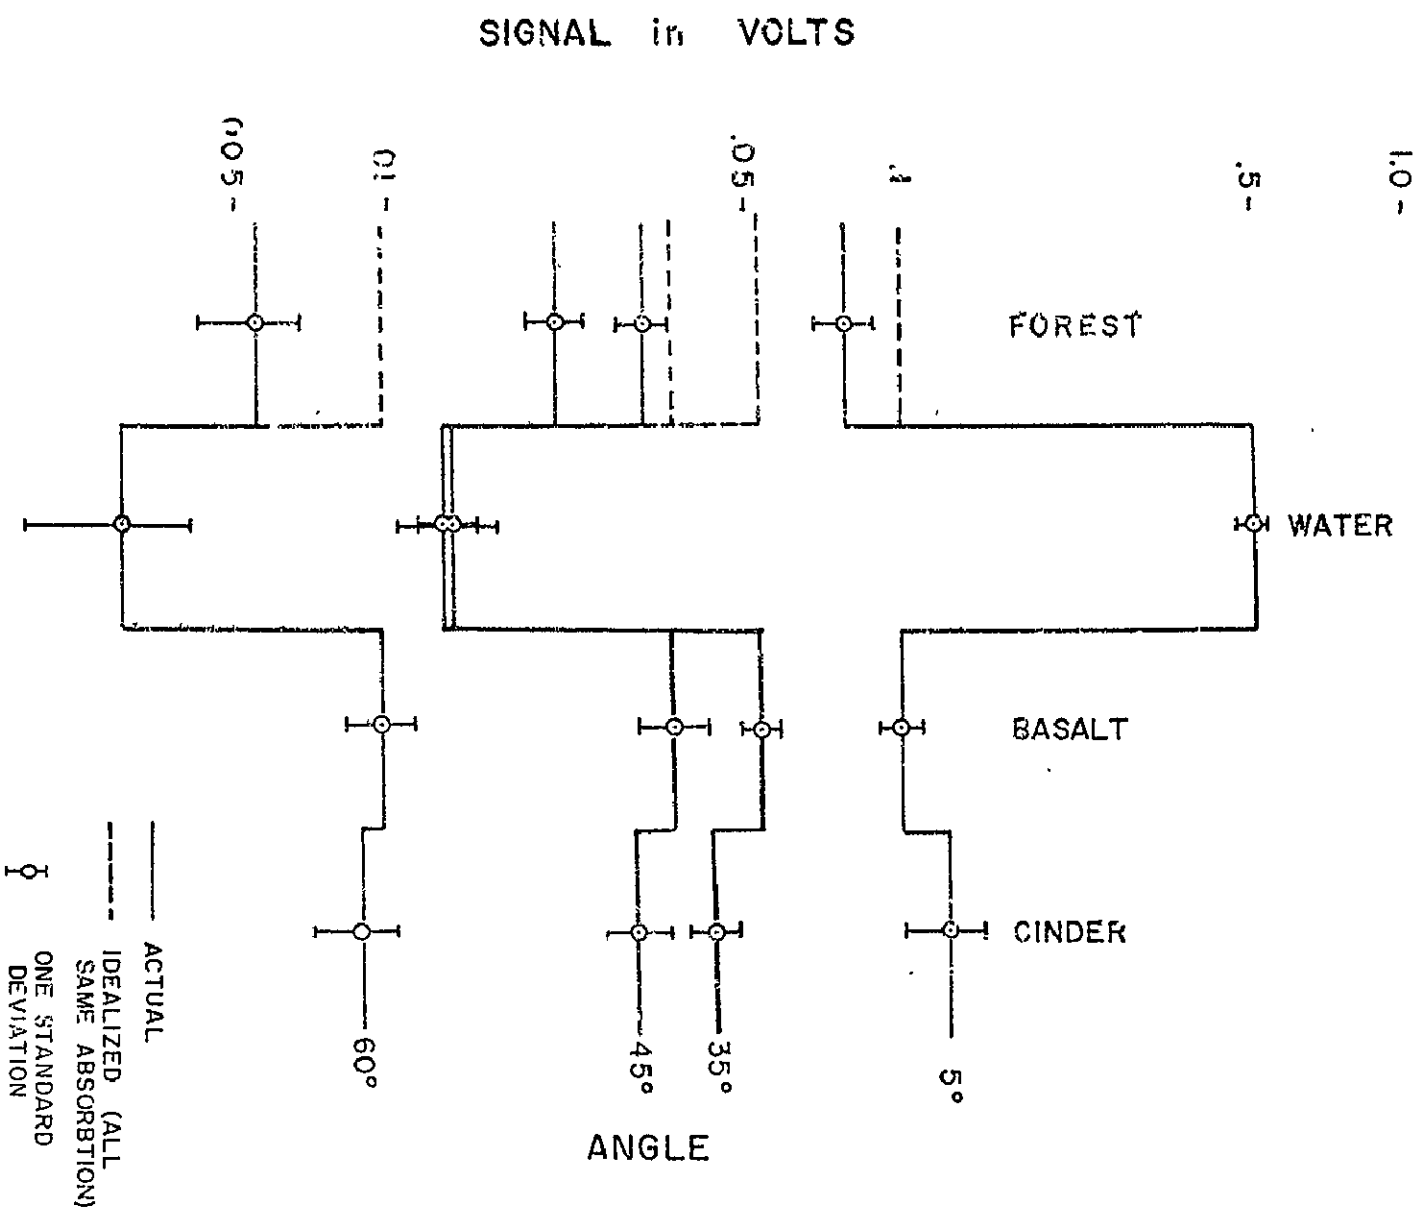 SIGNAL in VOLTS
.005-
.01-
.05-
.1
.5-
1.0-
FOREST
WATER
BASALT
CINDER
60°
45°
35°
5°
ANGLE
ACTUAL
IDEALIZED (ALL
SAME ABSORBTION)
ONE STANDARD
DEVIATION